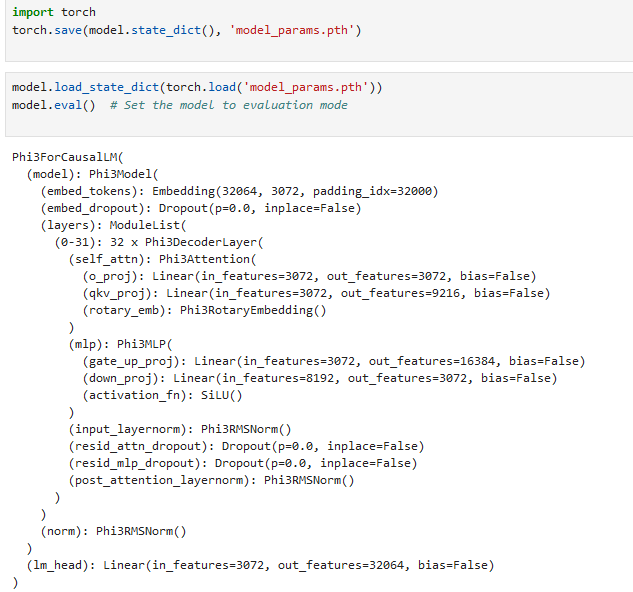 import torch
torch.save(model.state_dict(), 'model_params.pth')
model.load_state_dict(torch.load('model_params.pth'))
model.eval()  # Set the model to evaluation mode
Phi3ForCausalLM(
  (model): Phi3Model(
    (embed_tokens): Embedding(32064, 3072, padding_idx=32000)
    (embed_dropout): Dropout(p=0.0, inplace=False)
    (layers): ModuleList(
      (0-31): 32 x Phi3DecoderLayer(
        (self_attn): Phi3Attention(
          (o_proj): Linear(in_features=3072, out_features=3072, bias=False)
          (qkv_proj): Linear(in_features=3072, out_features=9216, bias=False)
          (rotary_emb): Phi3RotaryEmbedding()
        )
        (mlp): Phi3MLP(
          (gate_up_proj): Linear(in_features=3072, out_features=16384, bias=False)
          (down_proj): Linear(in_features=8192, out_features=3072, bias=False)
          (activation_fn): SiLU()
        )
        (input_layernorm): Phi3RMSNorm()
        (resid_attn_dropout): Dropout(p=0.0, inplace=False)
        (resid_mlp_dropout): Dropout(p=0.0, inplace=False)
        (post_attention_layernorm): Phi3RMSNorm()
      )
    )
    (norm): Phi3RMSNorm()
  )
  (lm_head): Linear(in_features=3072, out_features=32064, bias=False)
)